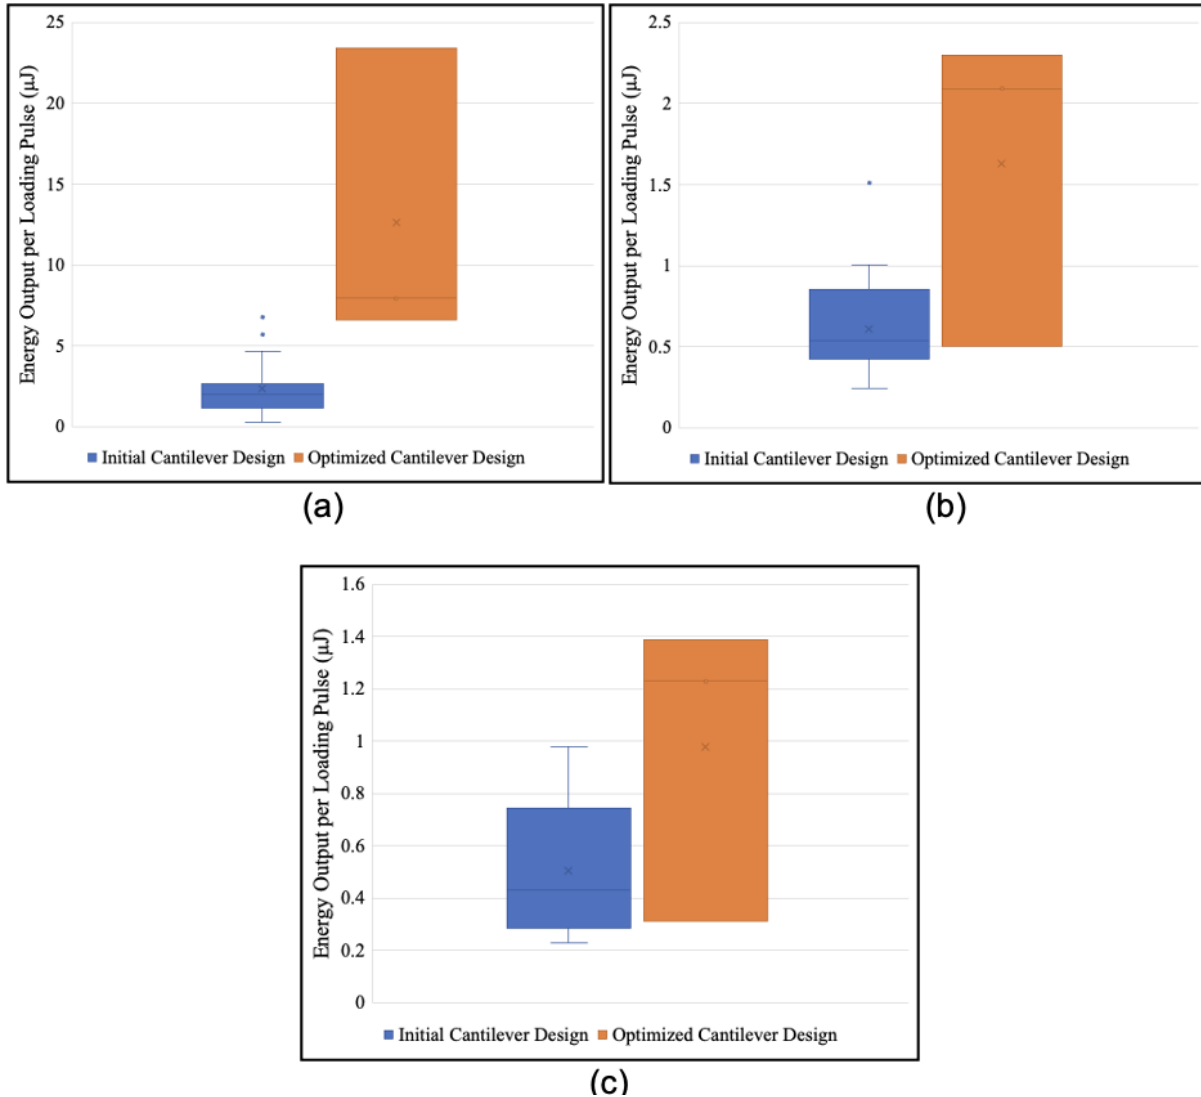 Energy Output per Loading Pulse (µJ)
25
20
15
10
5
0
Initial Cantilever Design Optimized Cantilever Design
(a)
Energy Output per Loading Pulse (µJ)
2.5
2
1.5
1
0.5
0
Initial Cantilever Design Optimized Cantilever Design
(b)
Energy Output per Loading Pulse (µJ)
1.6
1.4
1.2
1
0.8
0.6
0.4
0.2
0
Initial Cantilever Design Optimized Cantilever Design
(c)